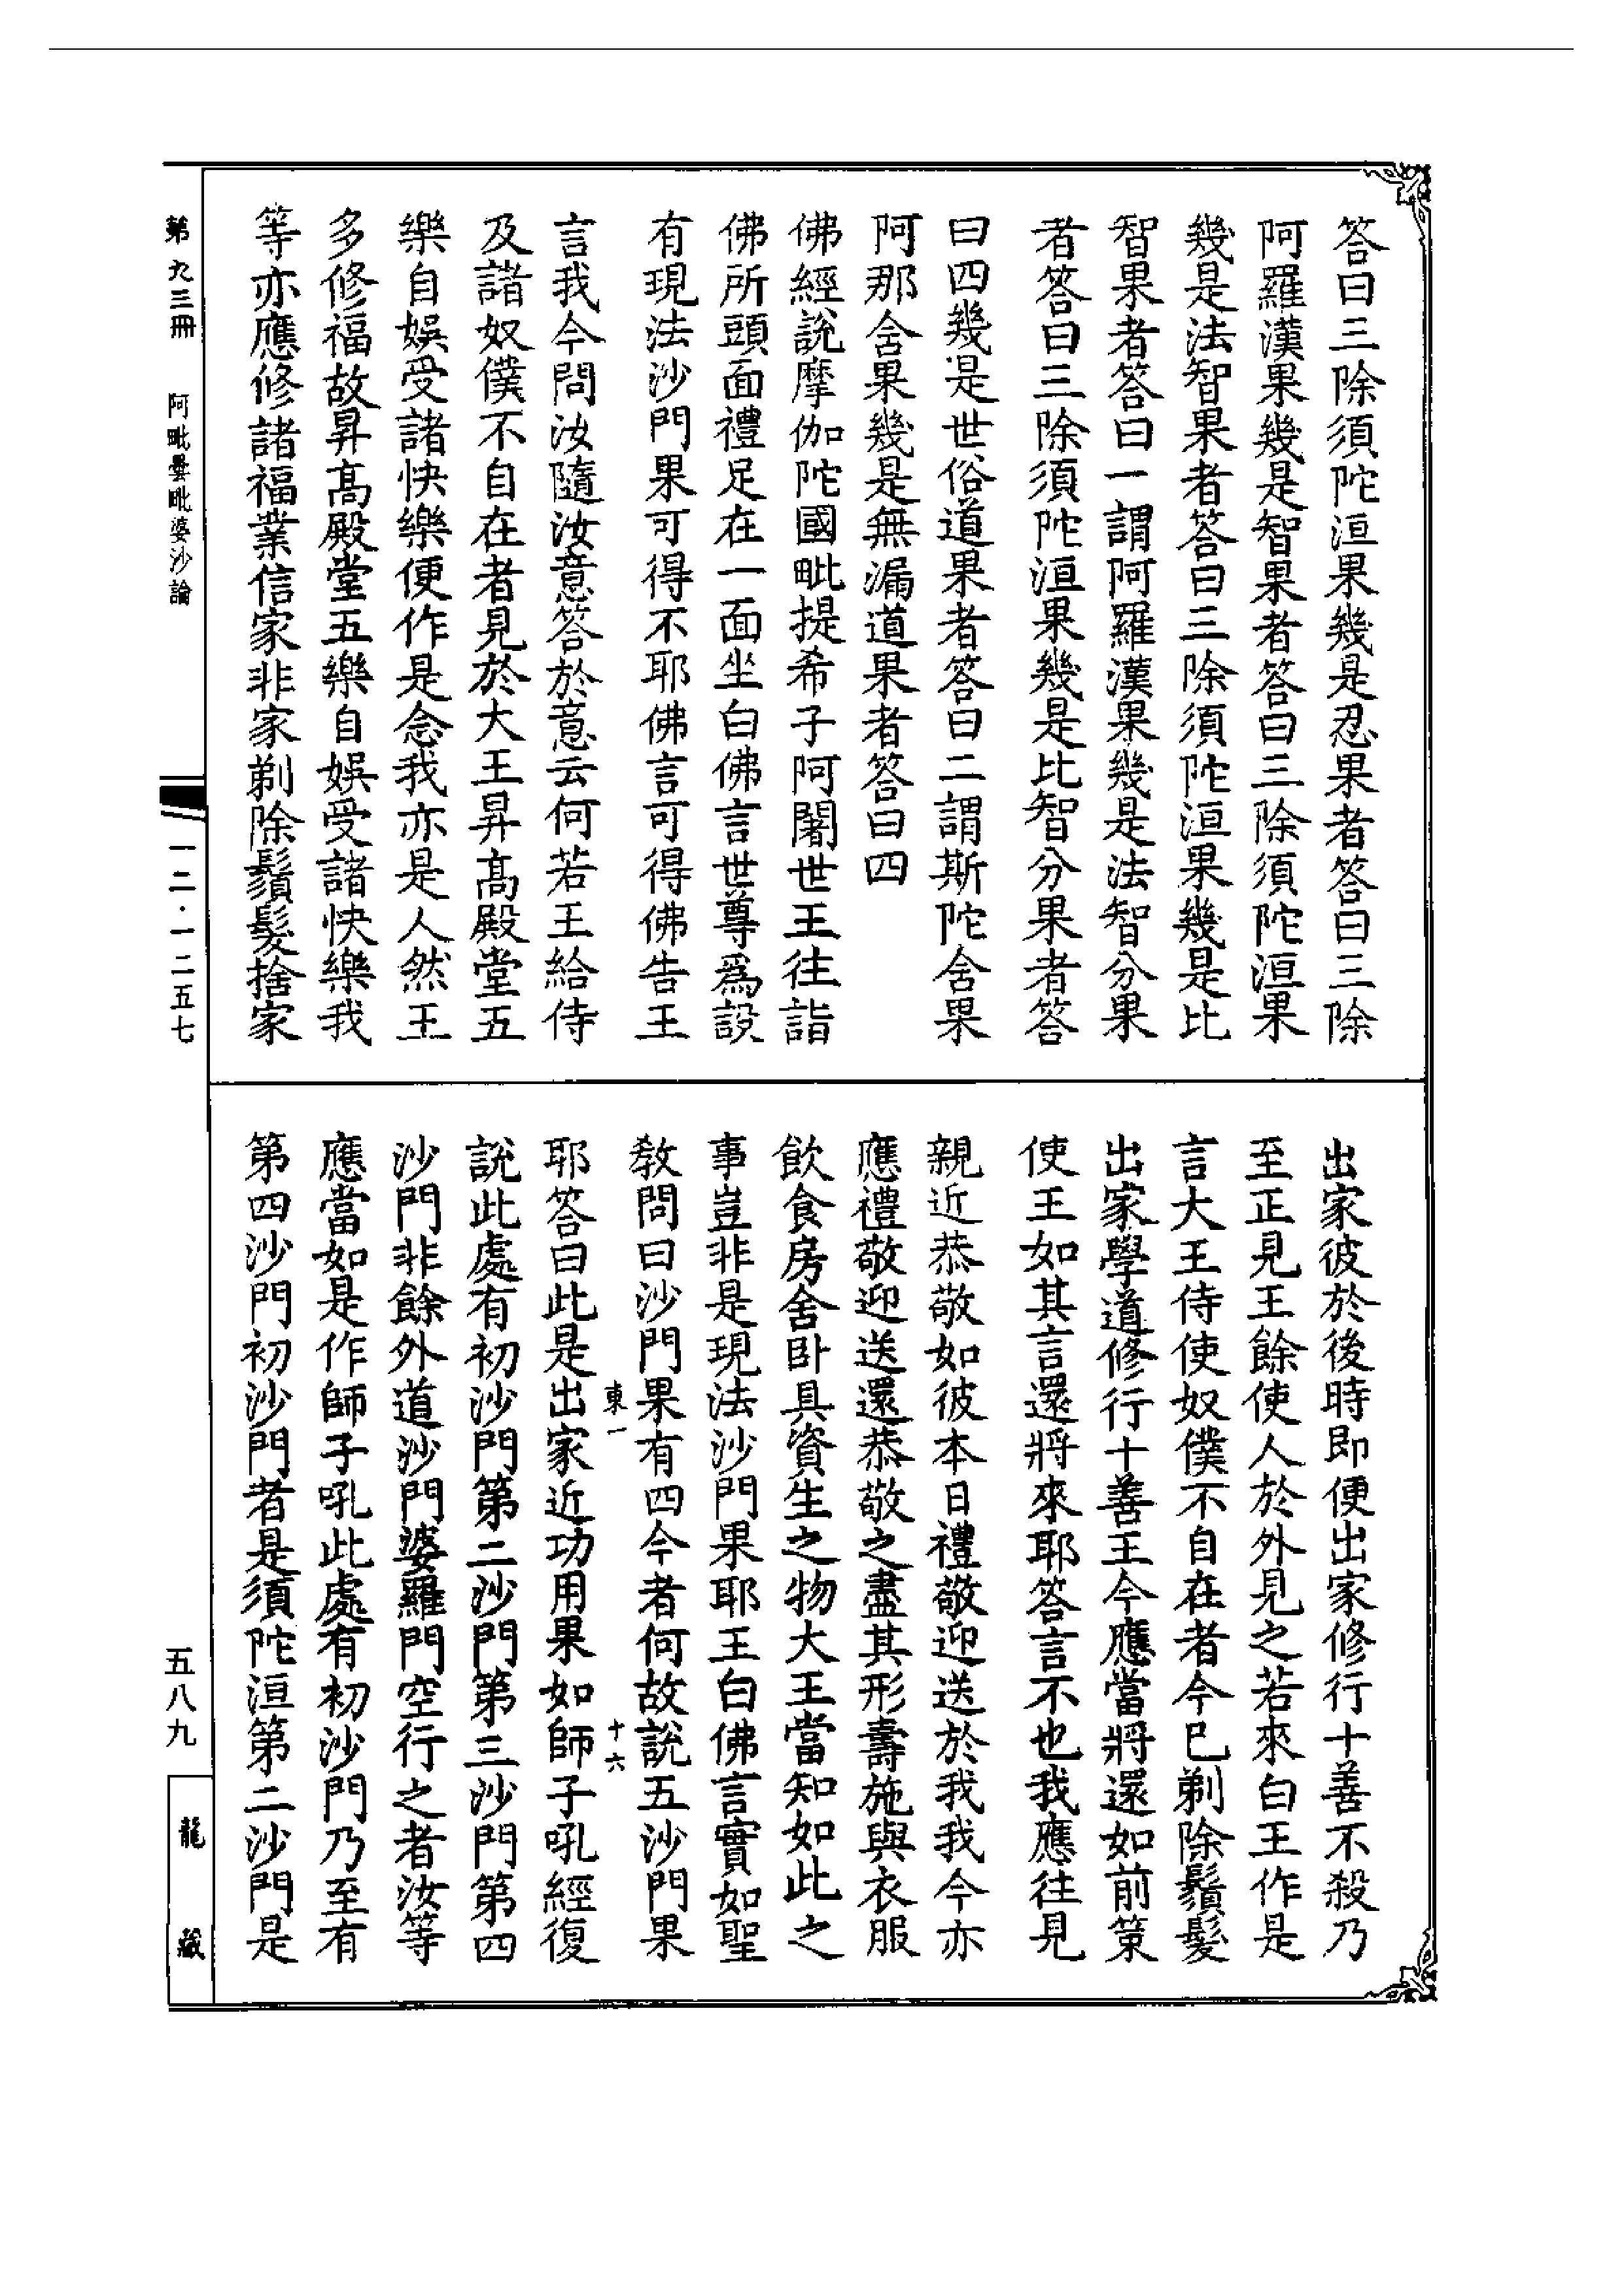 答曰三除須陀洹果幾是忍果者答曰三除
阿羅漢果幾是智果者答曰三除須陀洹果
幾是法智果者答曰三除須陀洹果幾是比
智果者答曰一謂阿羅漢果幾是法智分果
者答曰三除須陀洹果幾是比智分果者答
曰四幾是世俗道果者答曰二謂斯陀含果
阿那含果幾是無漏道果者答曰四
佛經說摩伽陀國毗提希子阿闍世王往詣
佛所頭面禮足在一面坐白佛言世尊為設
有現法沙門果可得不耶佛言可得佛告王
言我今問汝隨汝意答於意云何若王給侍
及諸奴僕不自在者見於大王昇高殿堂五
樂自娛受諸快樂便作是念我亦是人然王
多修福故昇高殿堂五樂自娛受諸快樂我
等亦應修諸福業信家非家剃除鬚髮捨家
出家彼於後時即便出家修行十善不殺乃
至正見王餘使人於外見之若來白王作是
言大王侍使奴僕不自在者今已剃除鬚髮
出家學道修行十善王今應當將還如前策
使王如其言還將來耶答言不也我應往見
親近恭敬如彼本日禮敬迎送於我我今亦
應禮敬迎送還恭敬之盡其形壽施與衣服
飲食房舍卧具資生之物大王當知如此之
事豈非是現法沙門果耶王白佛言實如聖
教問曰沙門果有四今者何故說五沙門果
東一
十六
耶答曰此是出家近功用果如師子吼經復
說此處有初沙門第二沙門第三沙門第四
沙門非餘外道沙門婆羅門空行之者汝等
應當如是作師子吼此處有初沙門乃至有
第四沙門初沙門者是須陀洹第二沙門是
第九三冊
阿毗曇毗婆沙論
一二·一二五七
五八九
龍藏